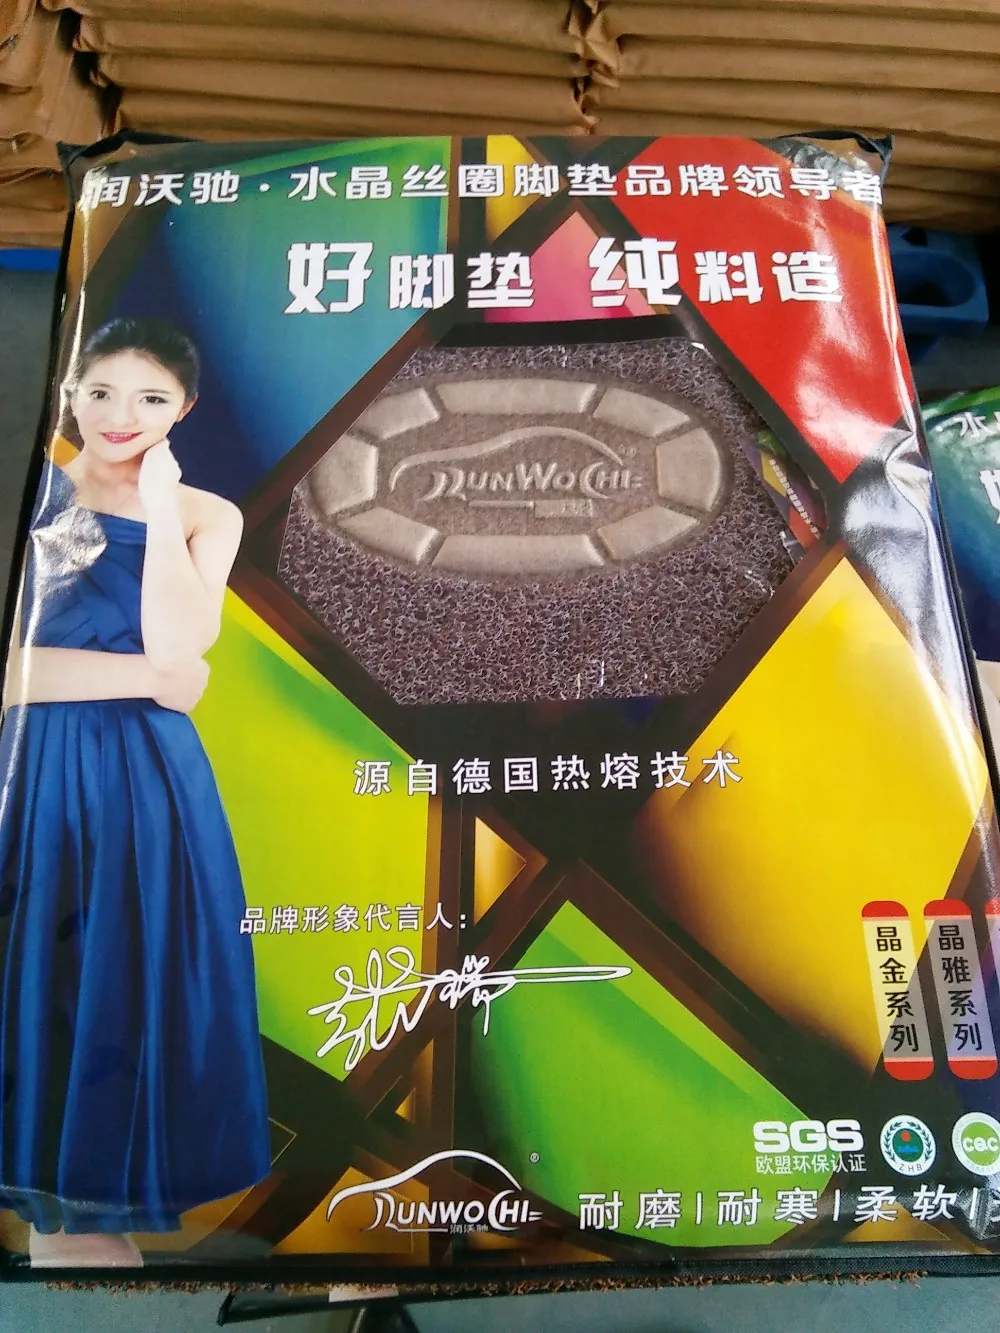 润沃驰·水晶丝圈脚垫品牌领导者
好脚垫 纯料造
RUNWOCHI
源自德国热熔技术
品牌形象代言人:
晶金系列
晶雅系列
SGS
欧盟环保认证
ZHB
cqc
RUNWOCHI
®
润沃驰
耐磨|耐寒|柔软|
水